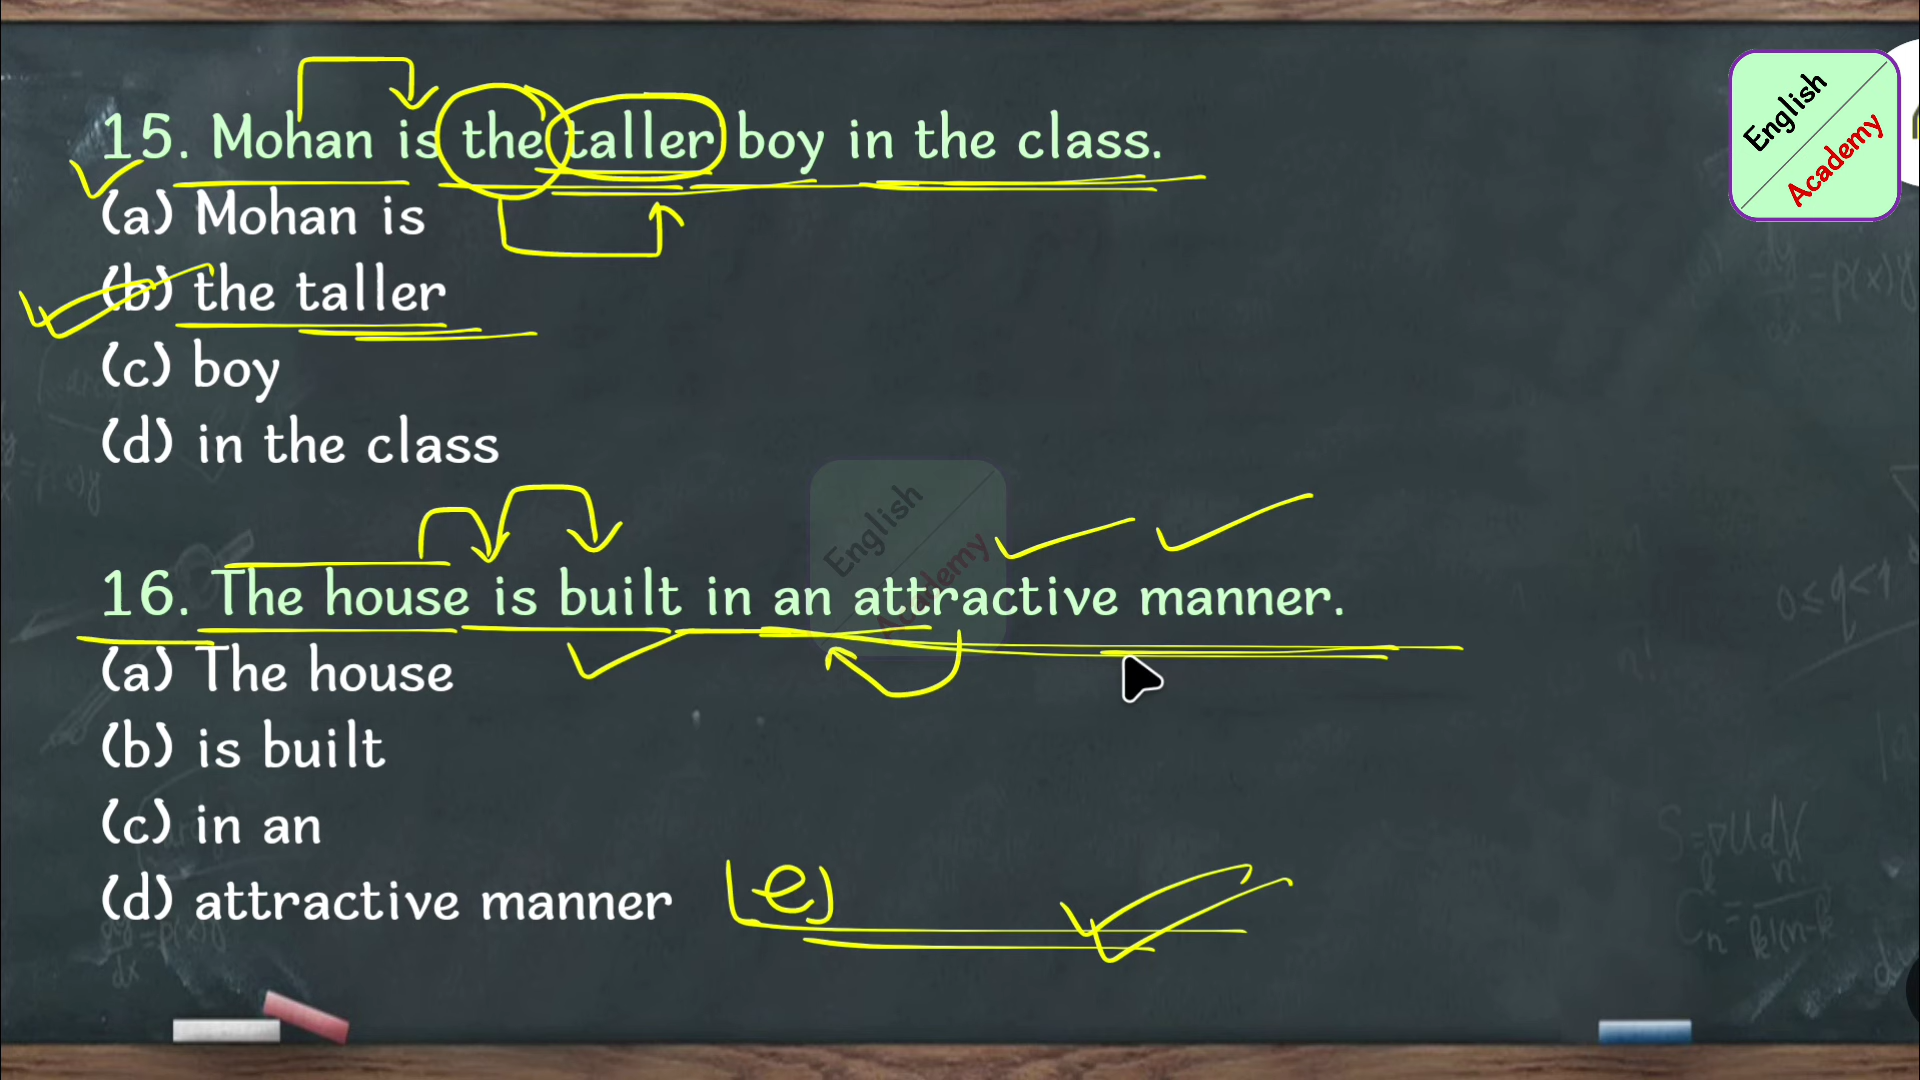 15. Mohan is the taller boy in the class.
(a) Mohan is
(b) the taller
(c) boy
(d) in the class
16. The house is built in an attractive manner.
(a) The house
(b) is built
(c) in an
(d) attractive manner
(e)
English
Academy
English
Academy